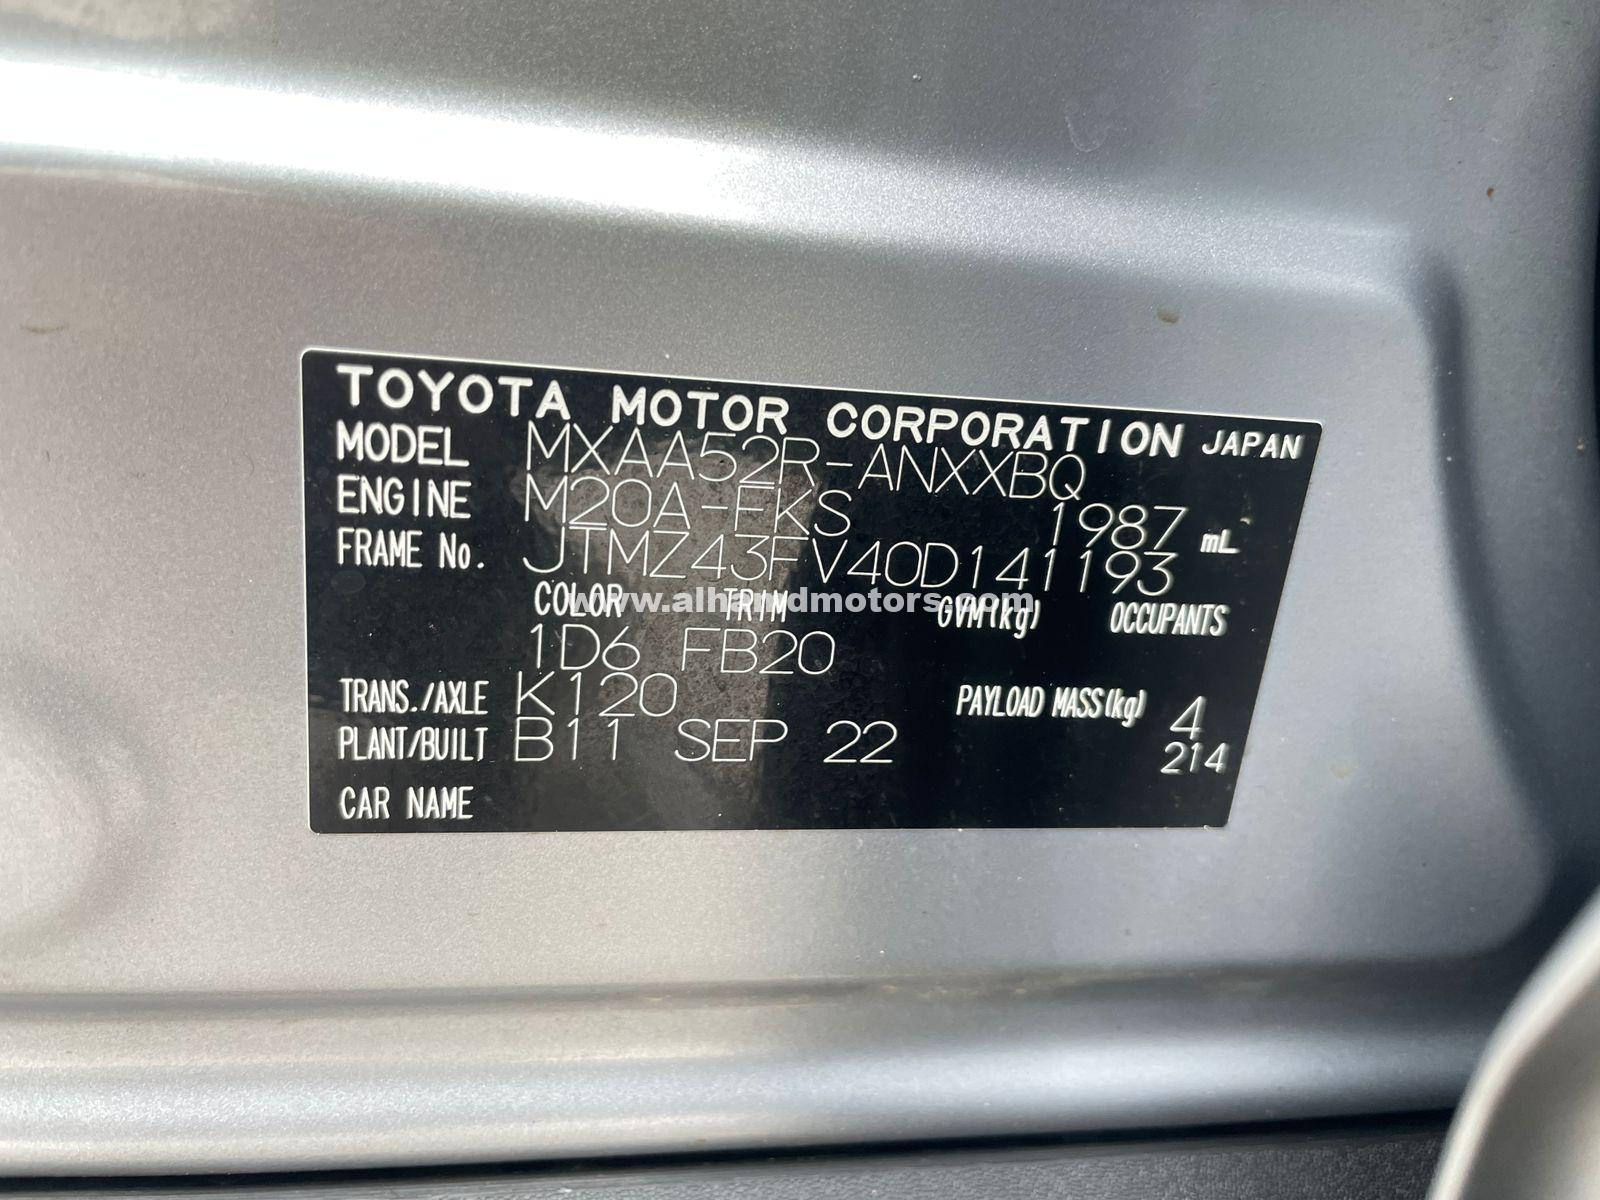 TOYOTA MOTOR CORPORATION JAPAN
MODEL MXAA52R-ANXXBQ
ENGINE M20A-FKS 1987 mL
FRAME No. JTMZ43FV40D141193
www.alhamdmotors.com
COLOR TRIM GVM(kg) OCCUPANTS
1D6 FB20
TRANS./AXLE K120 PAYLOAD MASS(kg) 4
PLANT/BUILT B11 SEP 22 214
CAR NAME